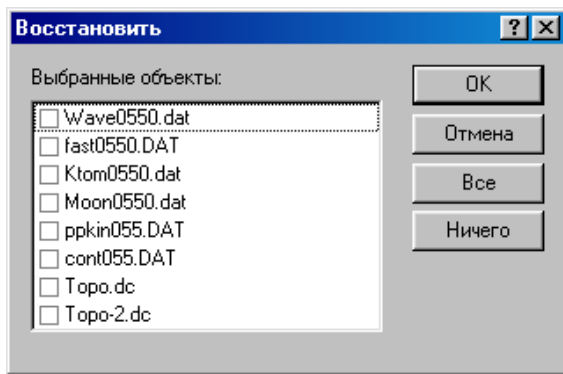 Восстановить
Выбранные объекты:
Wave0550.dat
fast0550.DAT
Ktom0550.dat
Moon0550.dat
ppkin055.DAT
cont055.DAT
Topo.dc
Topo-2.dc
OK
Отмена
Все
Ничего